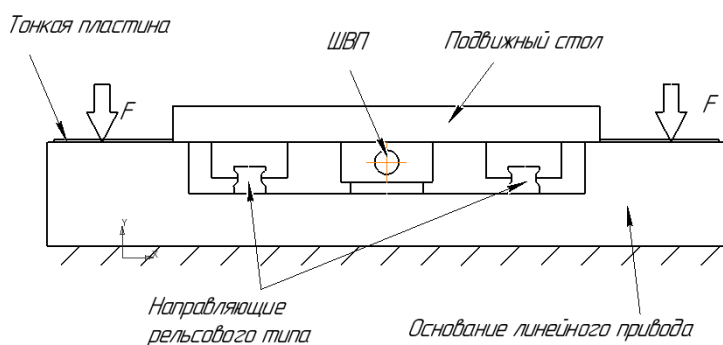 Тонкая пластина
ШВП
Подвижный стол
F
F
Y
X
Направляющие
рельсового типа
Основание линейного привода